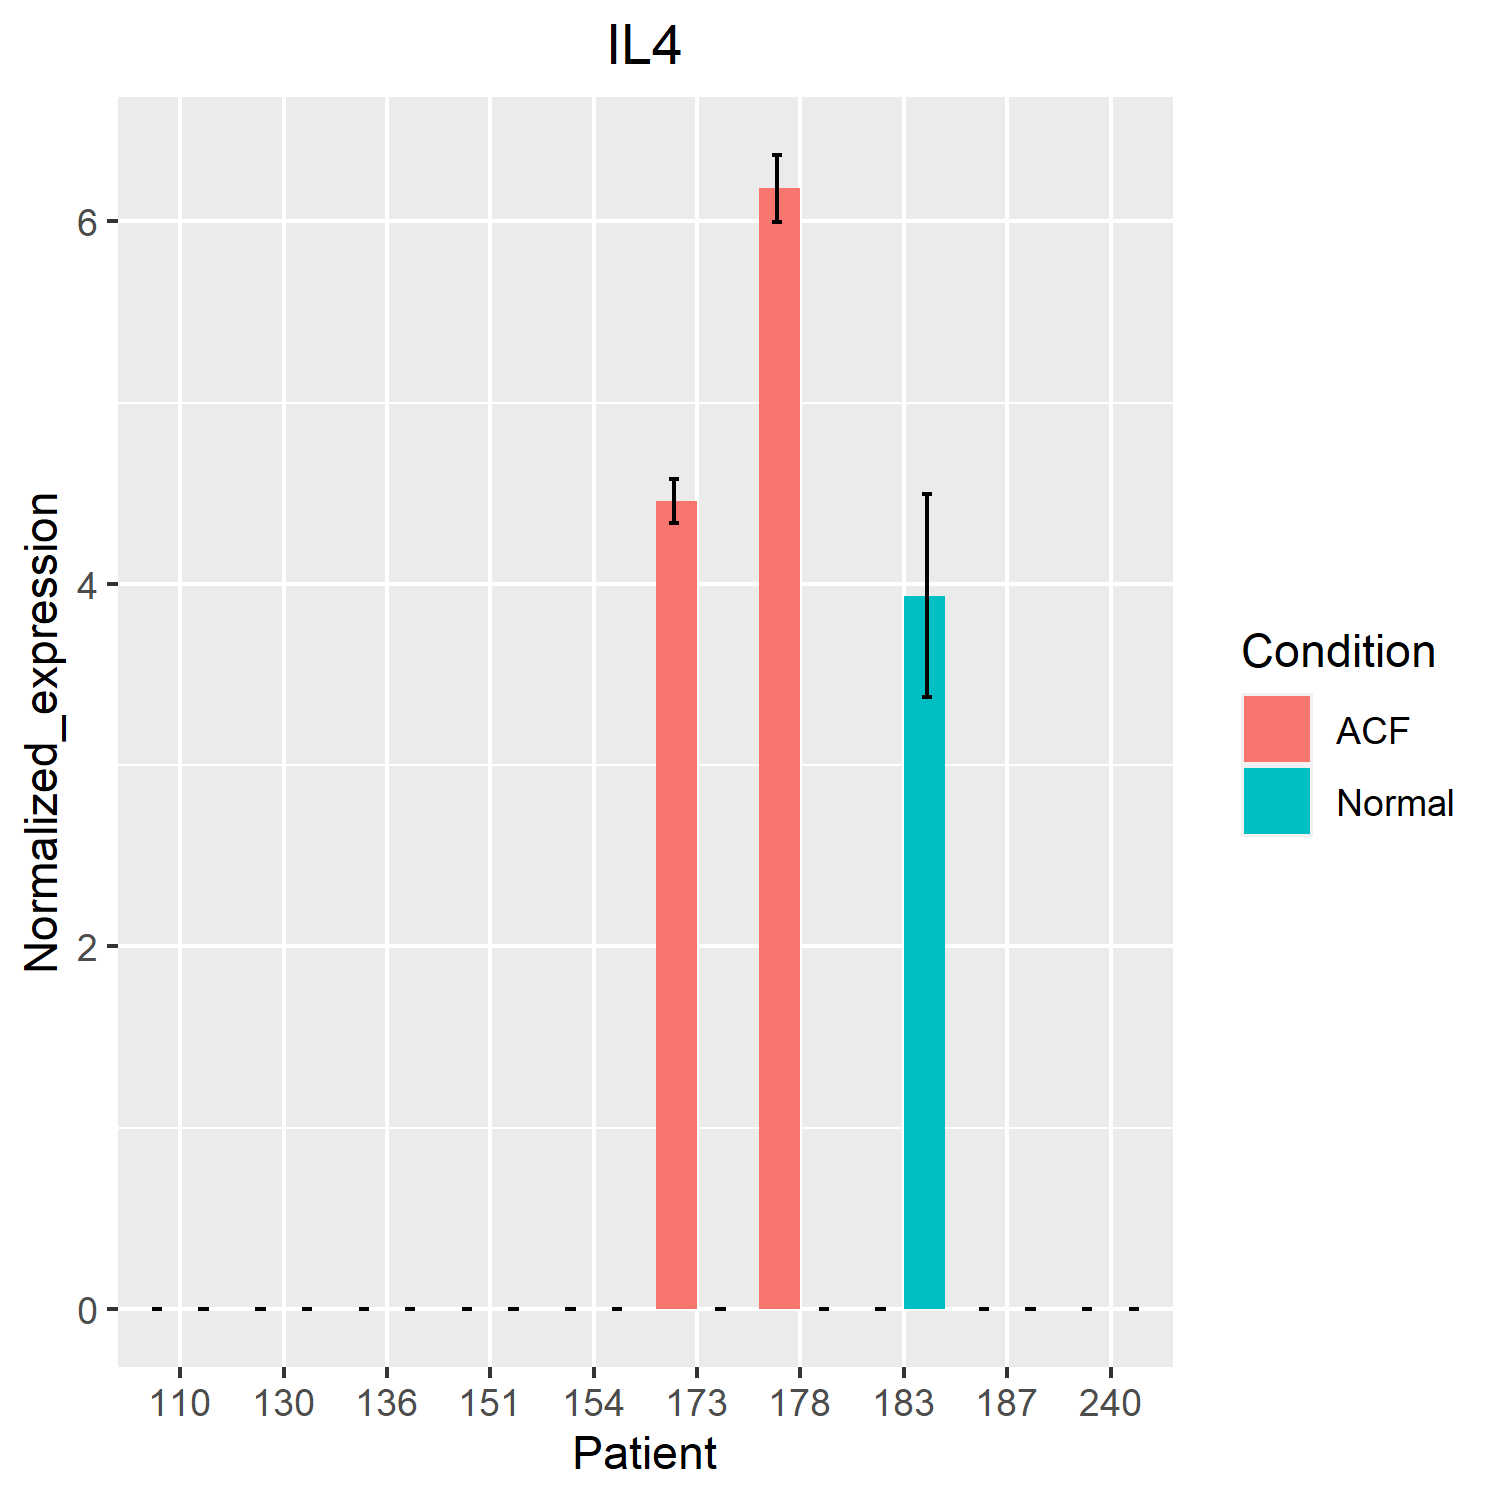 IL4
Normalized_expression
6
4
2
0
110 130 136 151 154 173 178 183 187 240
Patient
Condition
ACF
Normal